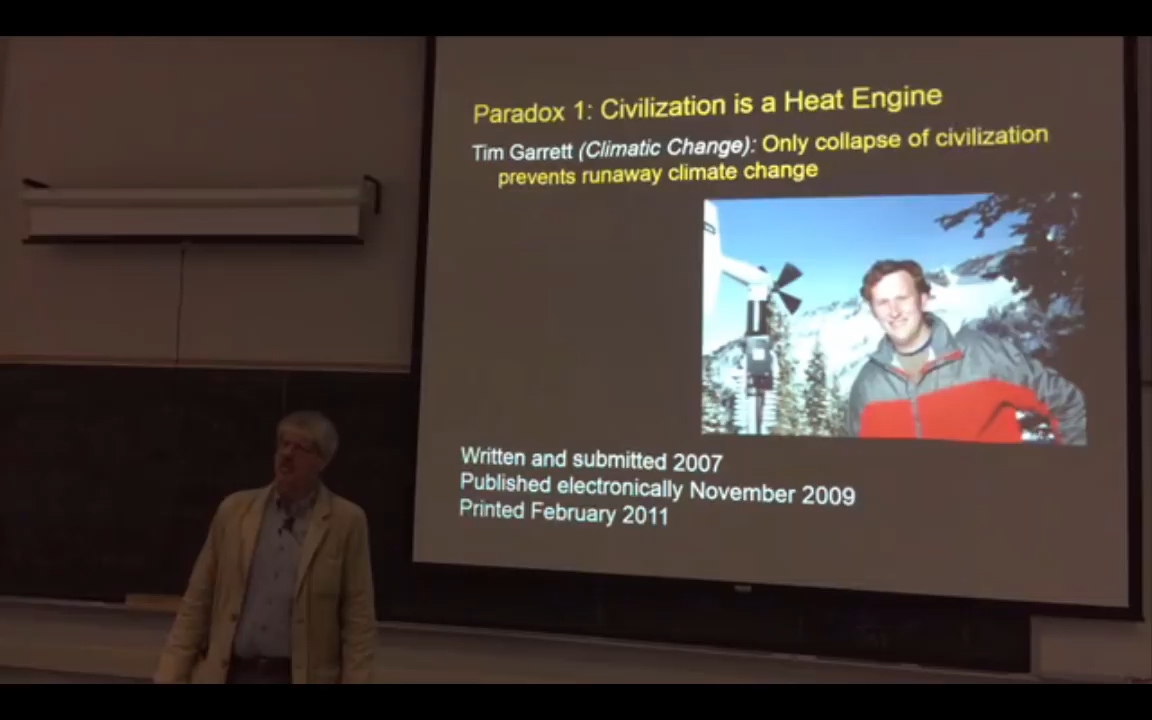 Paradox 1: Civilization is a Heat Engine
Tim Garrett (Climatic Change): Only collapse of civilization
prevents runaway climate change
Written and submitted 2007
Published electronically November 2009
Printed February 2011